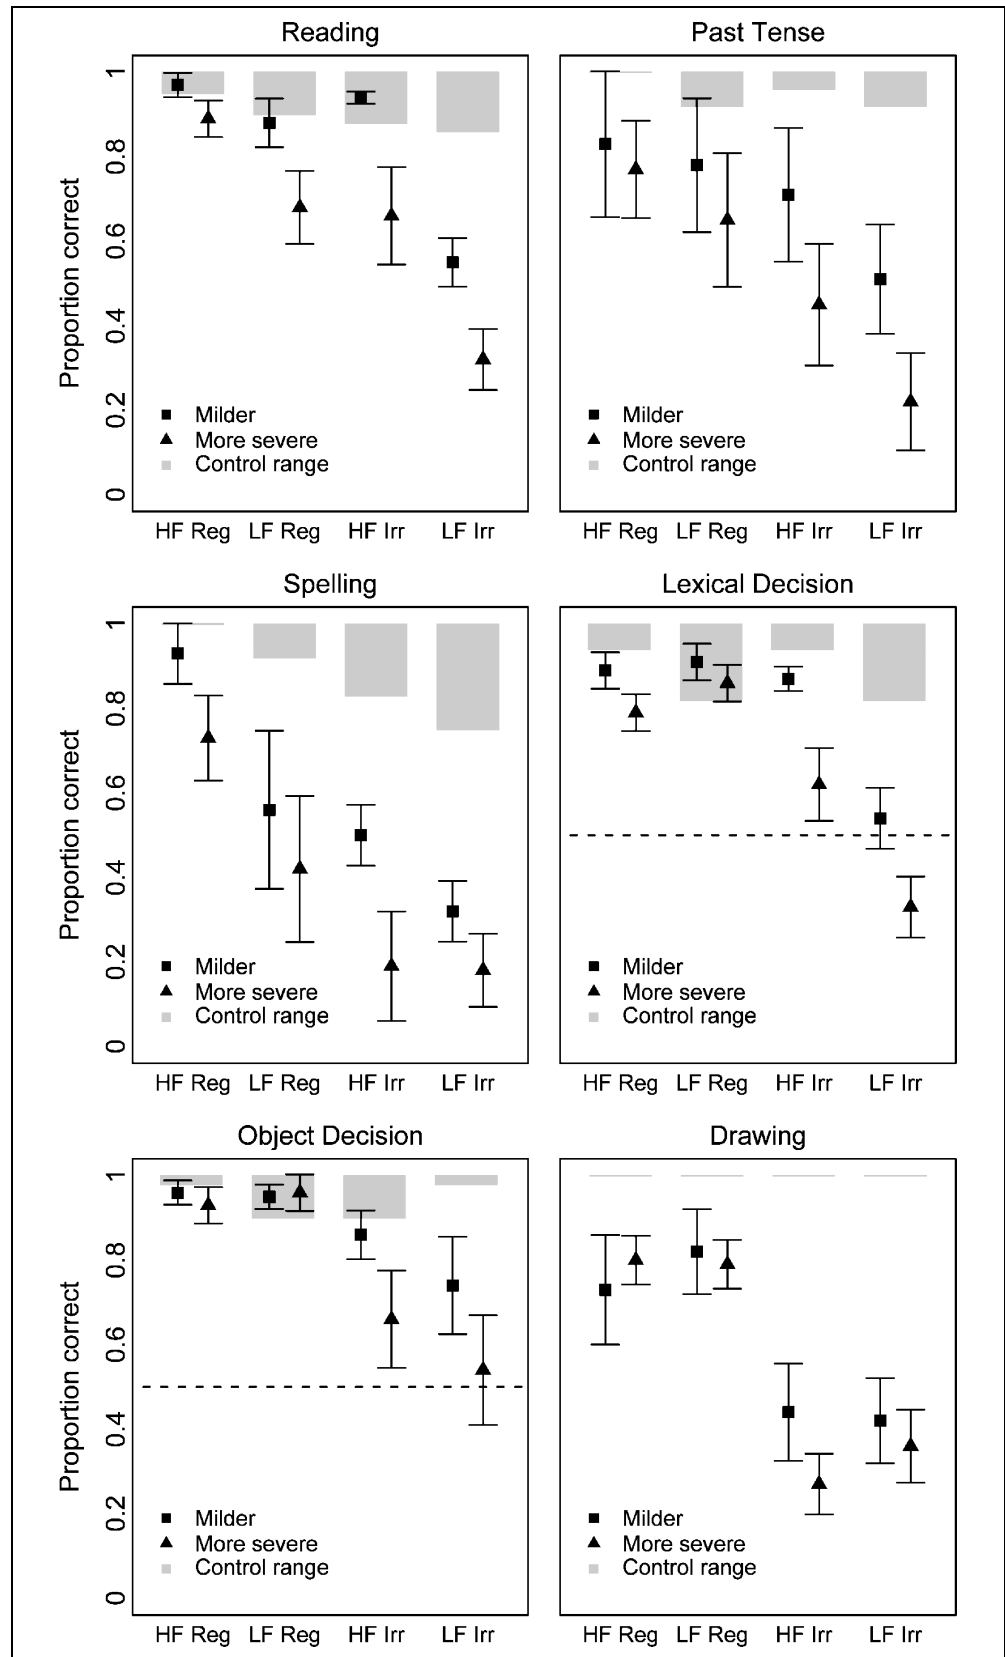 Reading
Proportion correct
1
0.8
0.6
0.4
0.2
0
Milder
More severe
Control range
HF Reg LF Reg HF Irr LF Irr
Past Tense
Milder
More severe
Control range
HF Reg LF Reg HF Irr LF Irr
Spelling
Proportion correct
1
0.8
0.6
0.4
0.2
0
Milder
More severe
Control range
HF Reg LF Reg HF Irr LF Irr
Lexical Decision
Milder
More severe
Control range
HF Reg LF Reg HF Irr LF Irr
Object Decision
Proportion correct
1
0.8
0.6
0.4
0.2
0
Milder
More severe
Control range
HF Reg LF Reg HF Irr LF Irr
Drawing
Milder
More severe
Control range
HF Reg LF Reg HF Irr LF Irr